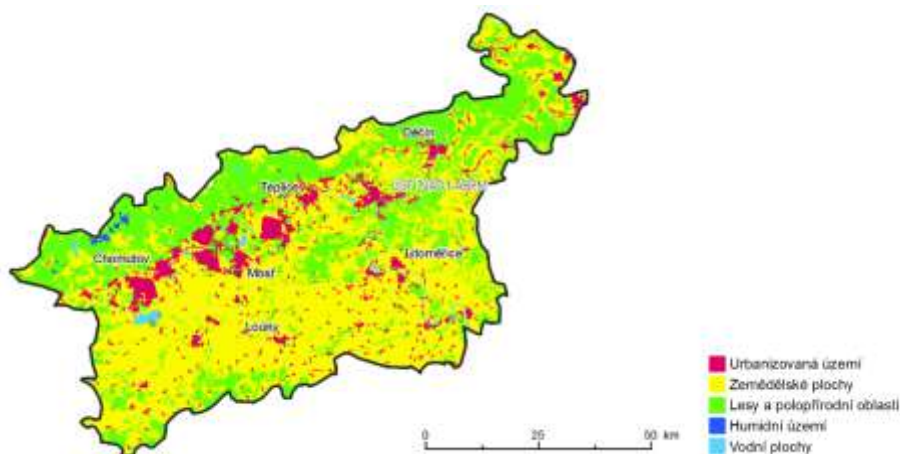 Děčín
Teplice
ÚSTÍ NAD LABEM
Chomutov
Litoměřice
Most
Louny
Urbanizovaná území
Zemědělské plochy
Lesy a polopřírodní oblasti
Humidní území
Vodní plochy
0 25 50 km